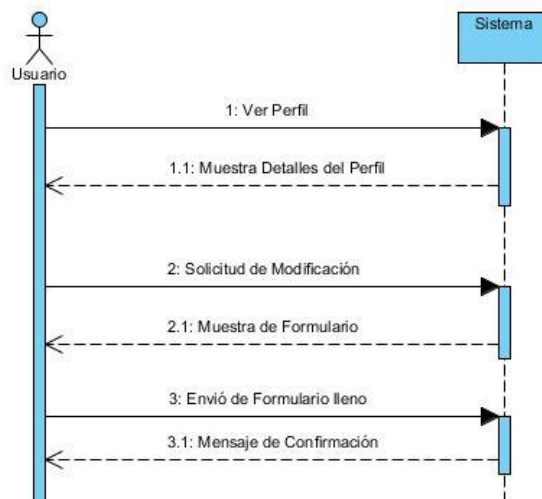 Sistema
Usuario
1: Ver Perfil
1.1: Muestra Detalles del Perfil
2: Solicitud de Modificación
2.1: Muestra de Formulario
3: Envió de Formulario lleno
3.1: Mensaje de Confirmación